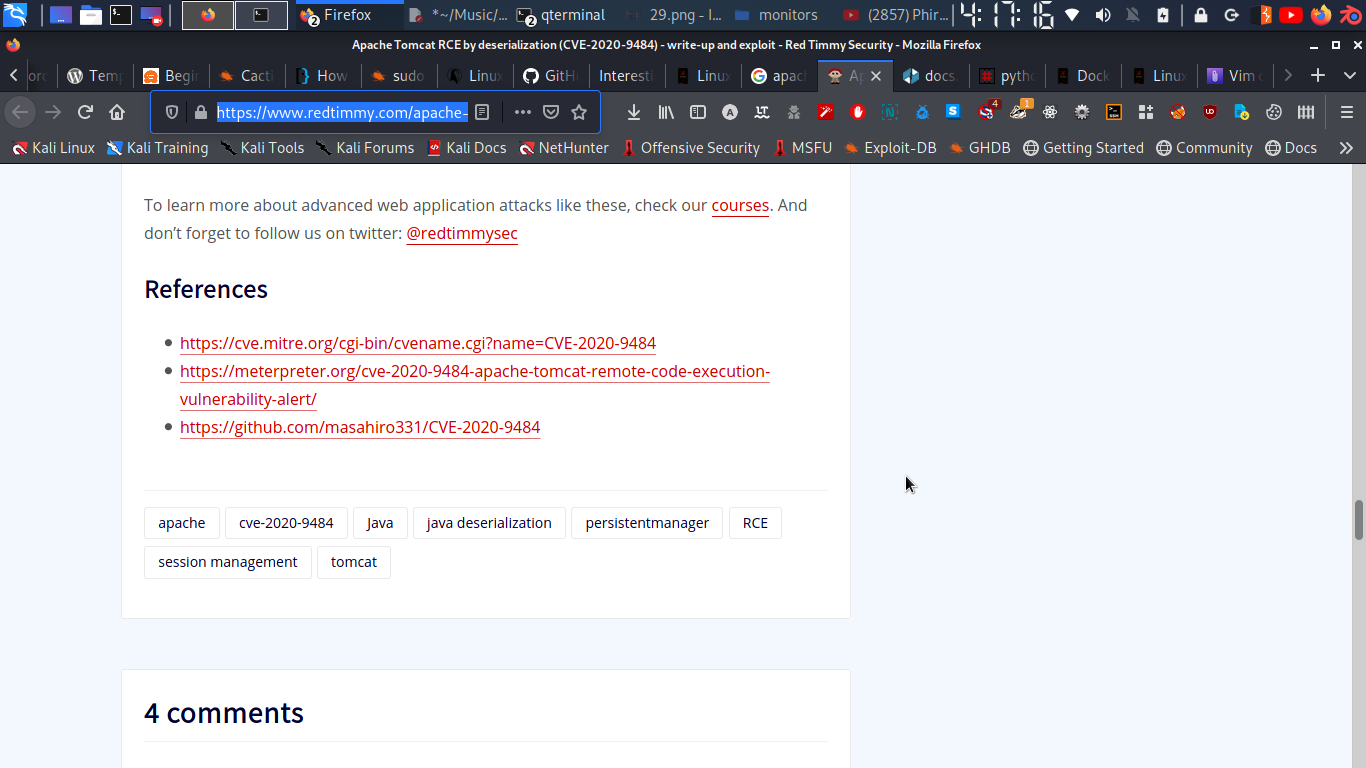 2 Firefox *~/Music/... 2 qterminal 29.png - I... monitors (2857) Phir... 4:17:16
Apache Tomcat RCE by deserialization (CVE-2020-9484) - write-up and exploit - Red Timmy Security - Mozilla Firefox
Temp Begin Cacti How sudo Linux GitH Interesti Linux apac Ap docs. pytho Dock Linux Vim c
https://www.redtimmy.com/apache- 4 1
Kali Linux Kali Training Kali Tools Kali Forums Kali Docs NetHunter Offensive Security MSFU Exploit-DB GHDB Getting Started Community Docs
To learn more about advanced web application attacks like these, check our courses. And
don’t forget to follow us on twitter: @redtimmysec
References
https://cve.mitre.org/cgi-bin/cvename.cgi?name=CVE-2020-9484
https://meterpreter.org/cve-2020-9484-apache-tomcat-remote-code-execution-
vulnerability-alert/
https://github.com/masahiro331/CVE-2020-9484
apache cve-2020-9484 Java java deserialization persistentmanager RCE
session management tomcat
4 comments